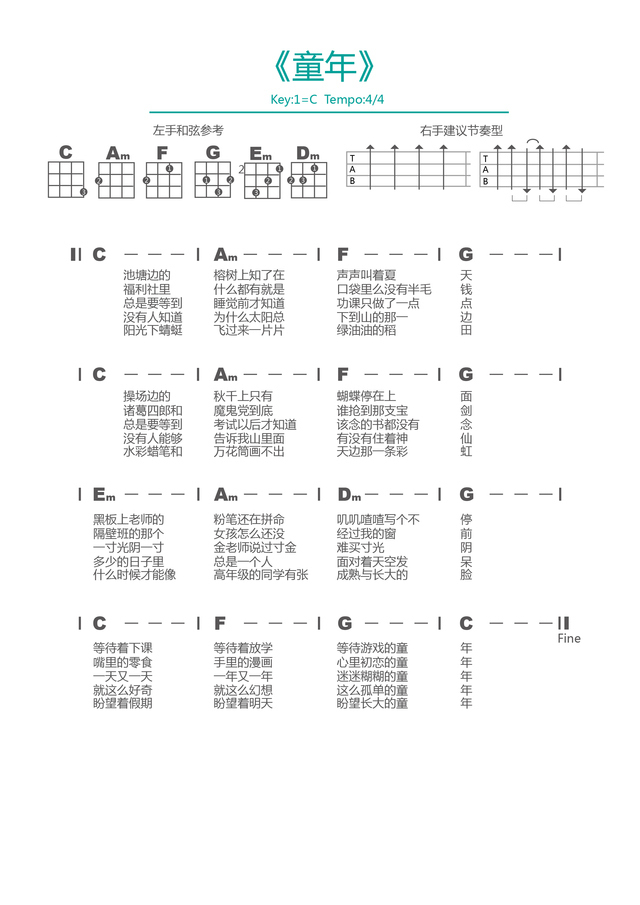 《童年》
Key:1=C Tempo:4/4
左手和弦参考
右手建议节奏型
C Am F G Em Dm
3 2 1 2 1 2 3 2 1 2 3 1 2 3
T A B
T A B
C — — — Am — — — F — — — G — — —
池塘边的 榕树上知了在 声声叫着夏 天
福利社里 什么都有就是 口袋里么没有半毛 钱
总是要等到 睡觉前才知道 功课只做了一点 点
没有人知道 为什么太阳总 下到山的那一 边
阳光下蜻蜓 飞过来一片片 绿油油的稻 田
C — — — Am — — — F — — — G — — —
操场边的 秋千上只有 蝴蝶停在上 面
诸葛四郎和 魔鬼党到底 谁抢到那支宝 剑
总是要等到 考试以后才知道 该念的书都没有 念
没有人能够 告诉我山里面 有没有住着神 仙
水彩蜡笔和 万花筒画不出 天边那一条彩 虹
Em — — — Am — — — Dm — — — G — — —
黑板上老师的 粉笔还在拼命 叽叽喳喳写个不 停
隔壁班的那个 女孩怎么还没 经过我的窗 前
一寸光阴一寸 金老师说过寸金 难买寸光 阴
多少的日子里 总是一个人 面对着天空发 呆
什么时候才能像 高年级的同学有张 成熟与长大的 脸
C — — — F — — — G — — — C — — —
Fine
等待着下课 等待着放学 等待游戏的童 年
嘴里的零食 手里的漫画 心里初恋的童 年
一天又一天 一年又一年 迷迷糊糊的童 年
就这么好奇 就这么幻想 这么孤单的童 年
盼望着假期 盼望着明天 盼望长大的童 年